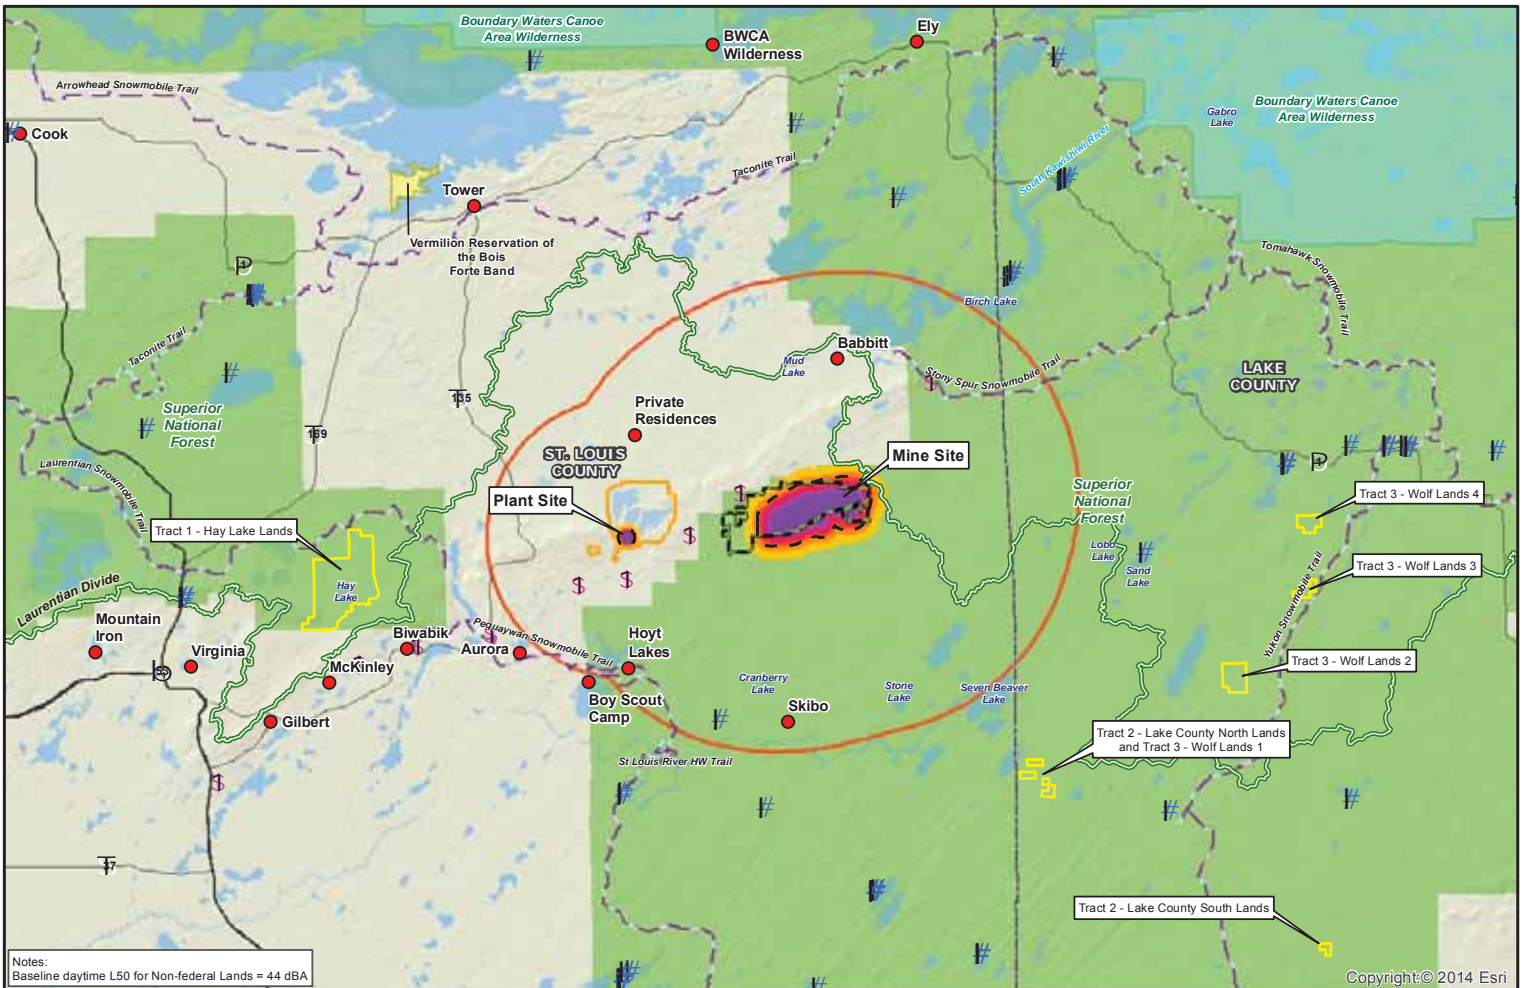 Boundary Waters Canoe
Area Wilderness
BWCA
Wilderness
Ely
Arrowhead Snowmobile Trail
Cook
Gabro
Lake
Boundary Waters Canoe
Area Wilderness
South Kawishiwi River
Taconite Trail
Tower
Vermilion Reservation of
the Bois
Forte Band
Tomahawk Snowmobile Trail
Birch Lake
Taconite Trail
Babbitt
Mud
Lake
Stony Spur Snowmobile Trail
LAKE
COUNTY
135
Superior
National
Forest
169
Private
Residences
ST. LOUIS
COUNTY
Mine Site
Laurentian Snowmobile Trail
Plant Site
Superior
National
Forest
Tract 3 - Wolf Lands 4
Tract 1 - Hay Lake Lands
Lobo
Lake
Sand
Lake
Tract 3 - Wolf Lands 3
Laurentian Divide
Hay
Lake
Yukon Snowmobile Trail
Mountain
Iron
Virginia
Biwabik
Pequaywan Snowmobile Trail
Aurora
Hoyt
Lakes
McKinley
Tract 3 - Wolf Lands 2
53
Cranberry
Lake
Stone
Lake
Seven Beaver
Lake
Boy Scout
Camp
Skibo
Gilbert
Tract 2 - Lake County North Lands
and Tract 3 - Wolf Lands 1
St Louis River HW Trail
37
Tract 2 - Lake County South Lands
Notes:
Baseline daytime L50 for Non-federal Lands = 44 dBA
Copyright:© 2014 Esri